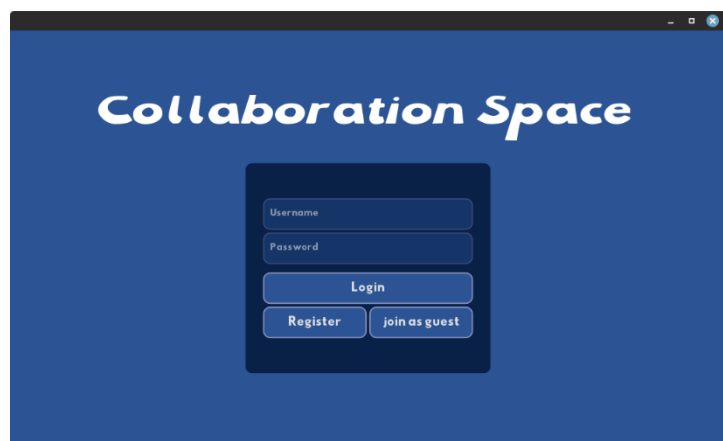 Collaboration Space
Username
Password
Login
Register join as guest